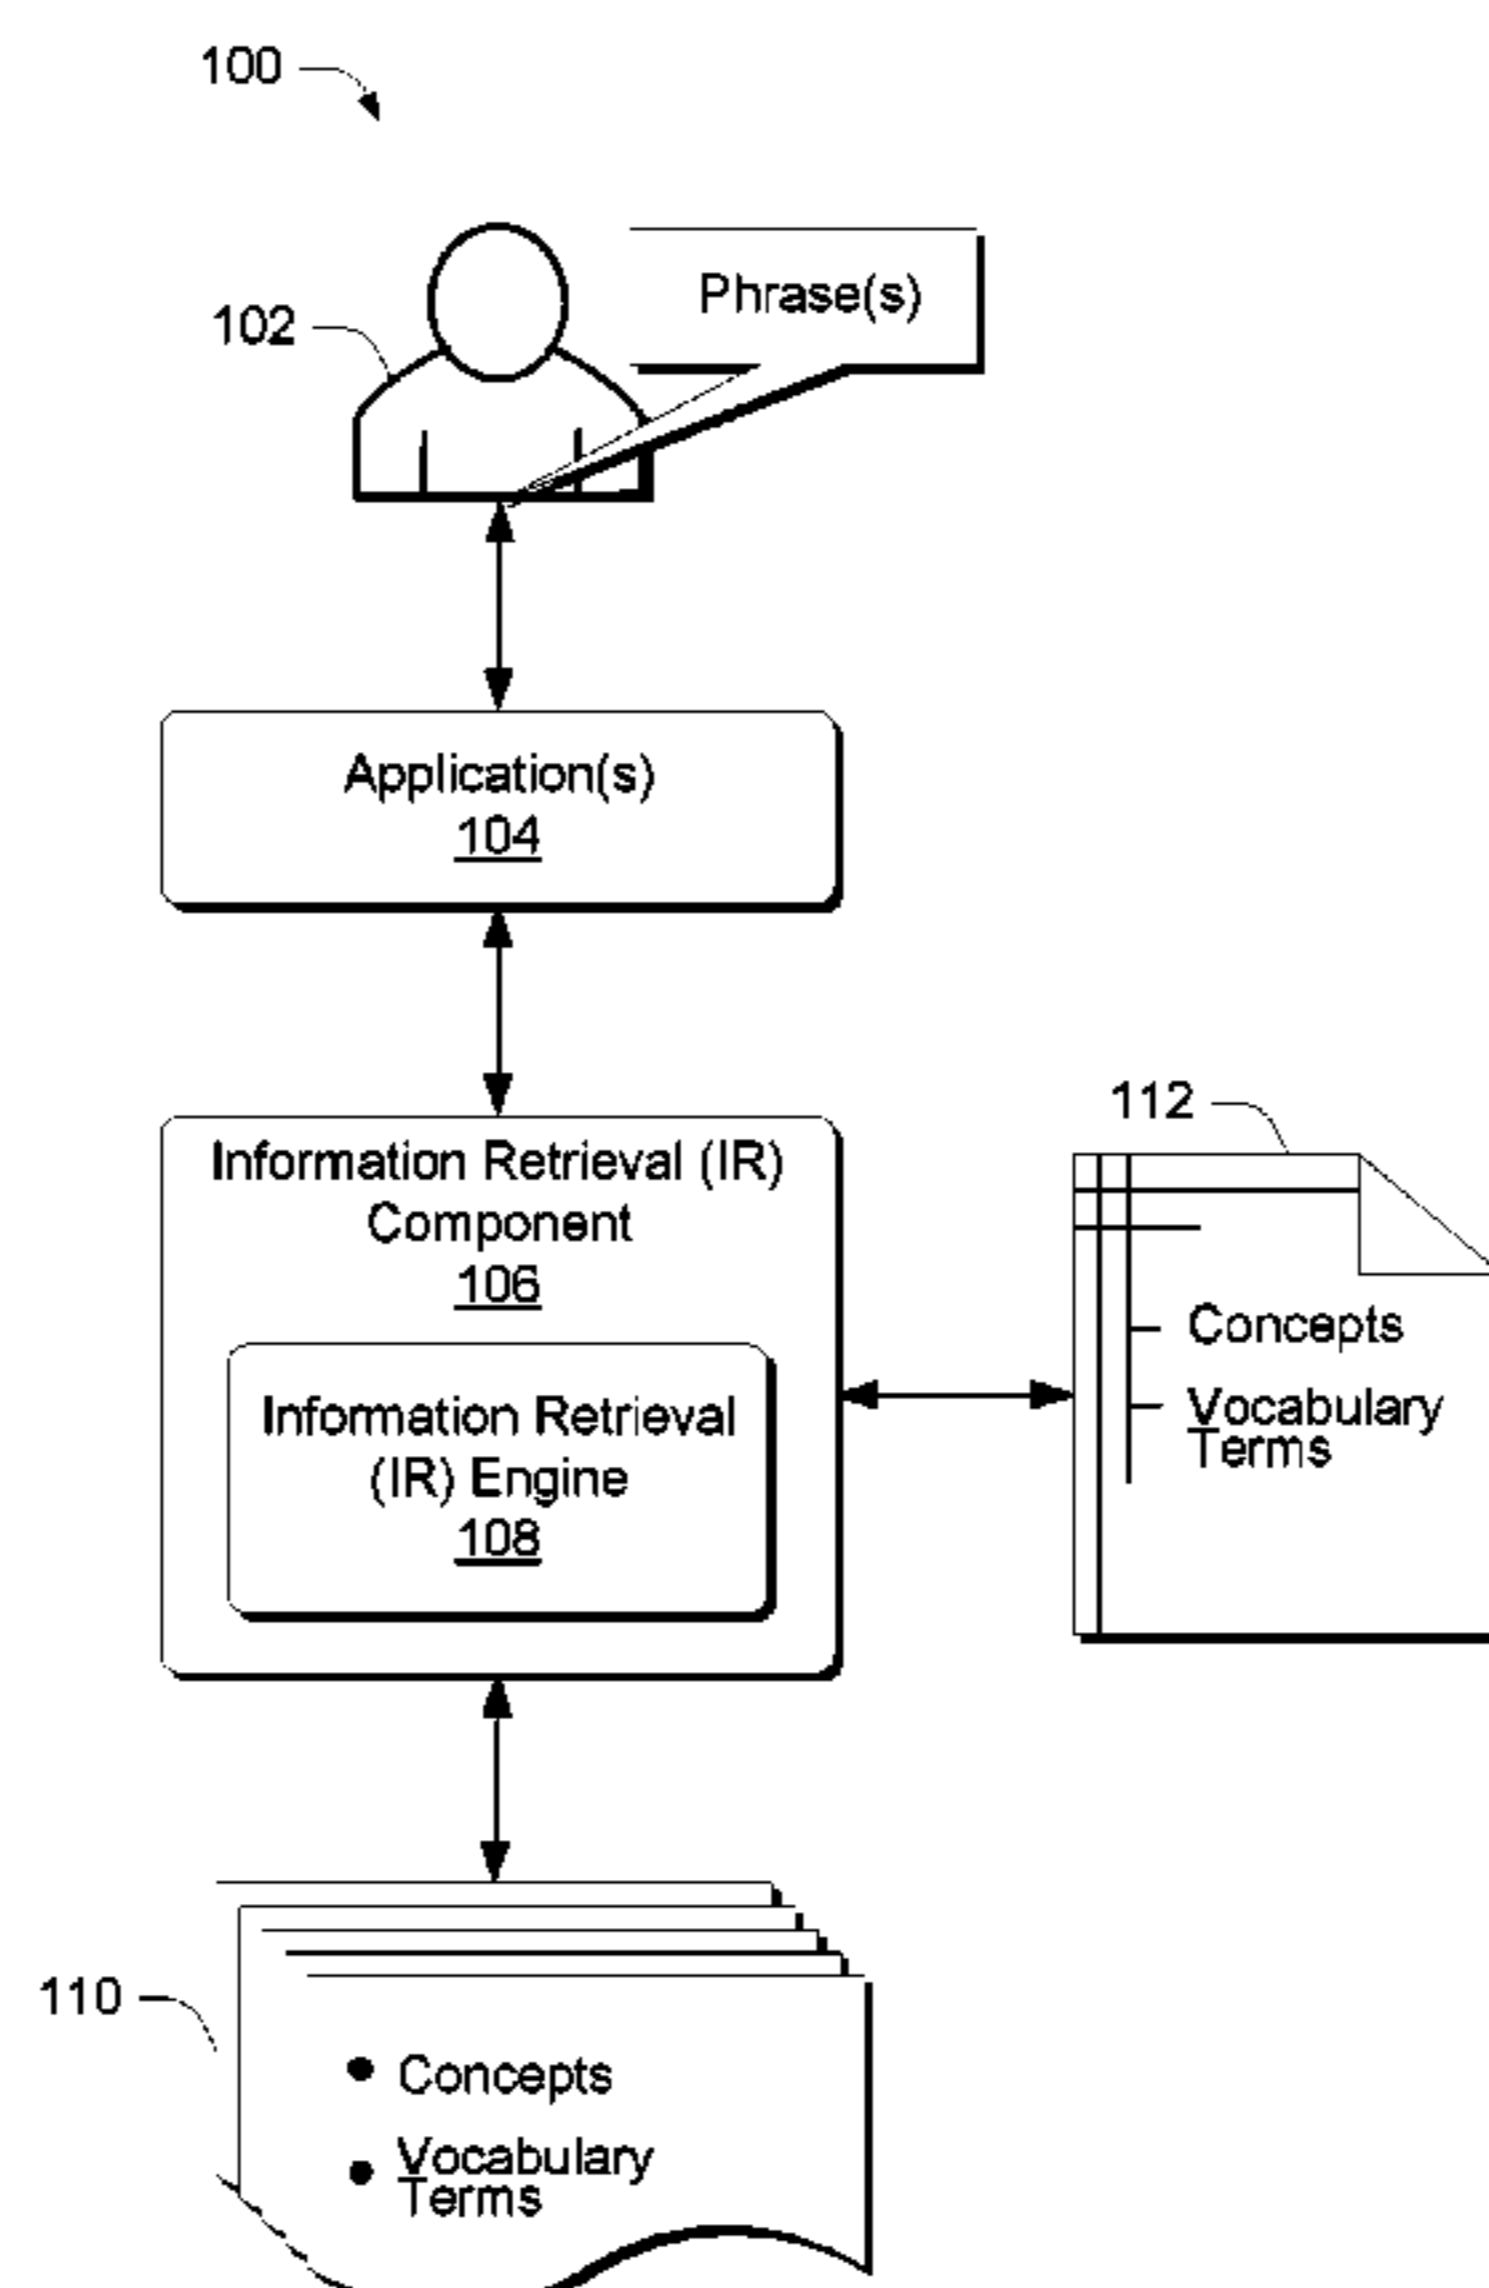 100
Phrase(s)
102
Application(s)
104
112
Information Retrieval (IR)
Component
106
Concepts
Vocabulary
Terms
Information Retrieval
(IR) Engine
108
110
Concepts
Vocabulary
Terms